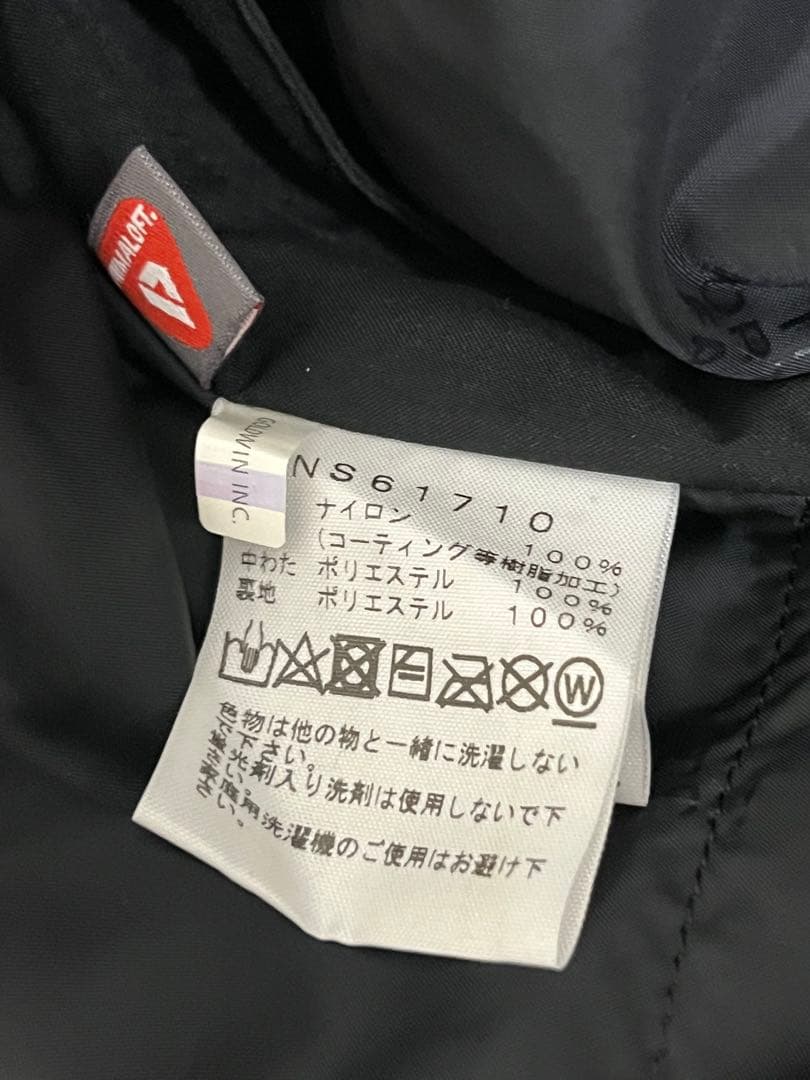 PRIMALOFT.
GOLDWIN INC.
NS61710
ナイロン 100%
(コーティング等樹脂加工)
中わた ポリエステル 100%
裏地 ポリエステル 100%
W
色物は他の物と一緒に洗濯しない
で下さい。
蛍光剤入り洗剤は使用しないで下
さい。
家庭用洗濯機のご使用はお避け下
さい。